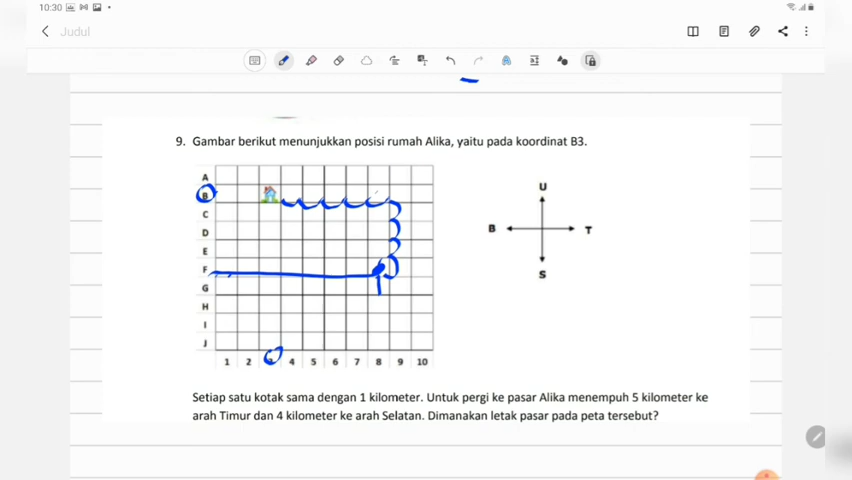 10:30
Judul
9. Gambar berikut menunjukkan posisi rumah Alika, yaitu pada koordinat B3.
A
B
C
D
E
F
G
H
I
J
1 2 3 4 5 6 7 8 9 10
U
B T
S
Setiap satu kotak sama dengan 1 kilometer. Untuk pergi ke pasar Alika menempuh 5 kilometer ke
arah Timur dan 4 kilometer ke arah Selatan. Dimanakan letak pasar pada peta tersebut?